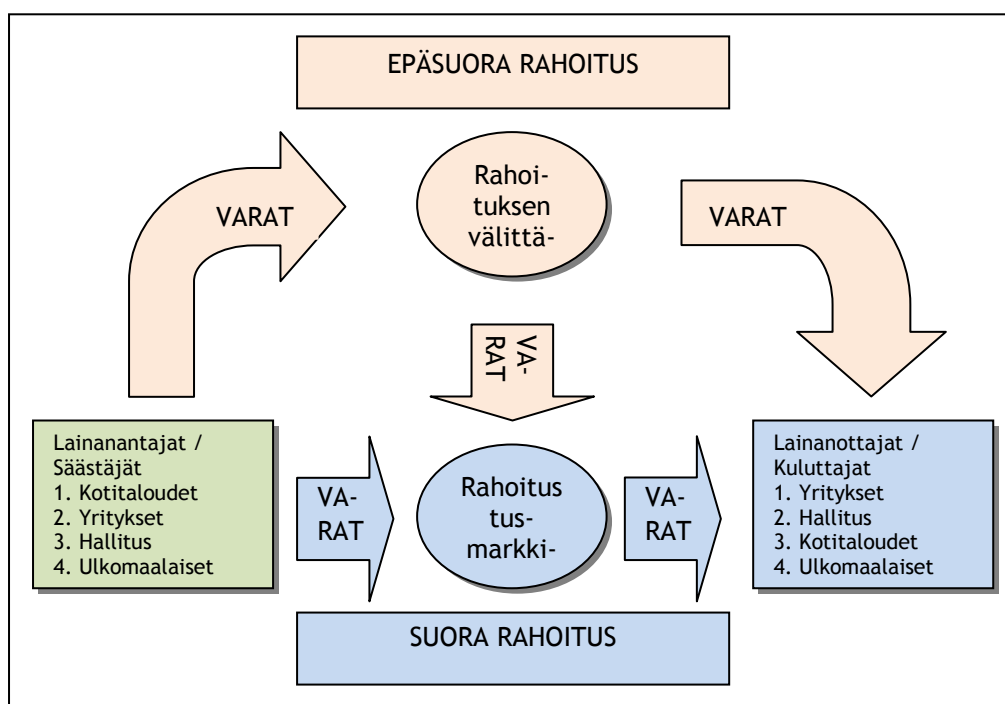 EPÄSUORA RAHOITUS
VARAT
Rahoi-
tuksen
välittä-
VARAT
VA-
RAT
Lainanantajat /
Säästäjät
1. Kotitaloudet
2. Yritykset
3. Hallitus
4. Ulkomaalaiset
VA-
RAT
Rahoitus
tus-
markki-
VA-
RAT
Lainanottajat /
Kuluttajat
1. Yritykset
2. Hallitus
3. Kotitaloudet
4. Ulkomaalaiset
SUORA RAHOITUS